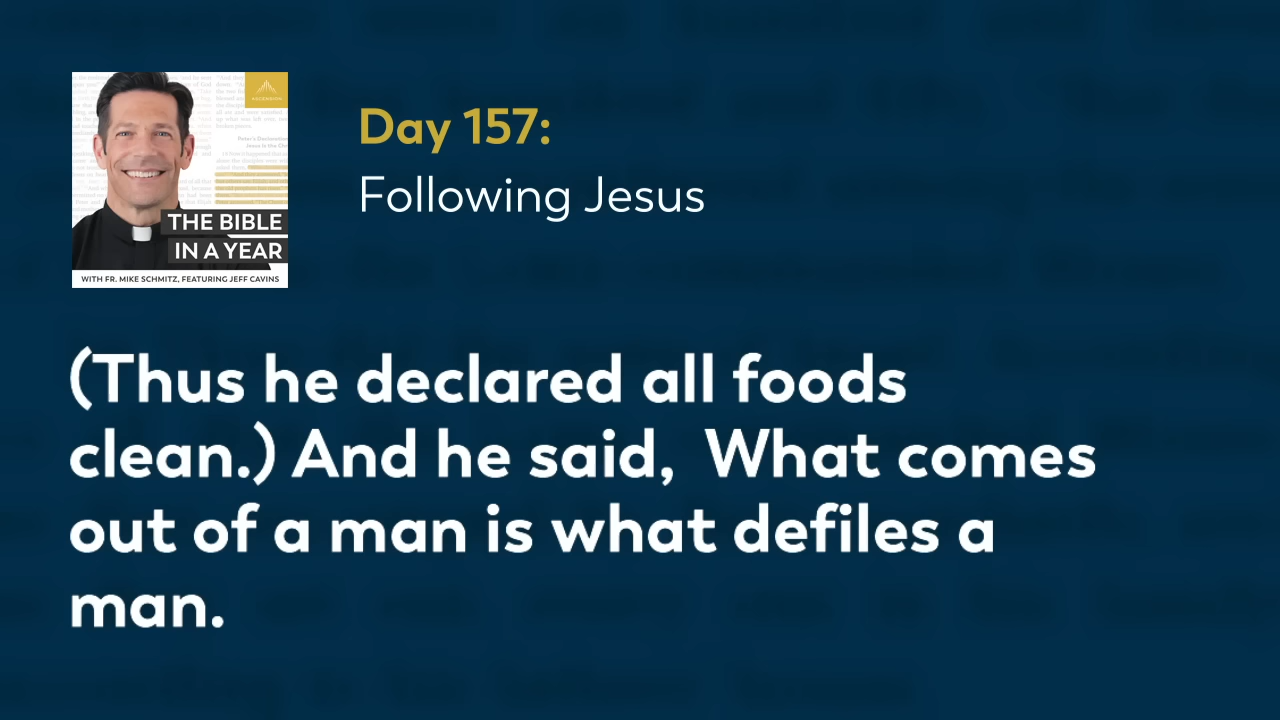 ASCENSION
THE BIBLE
IN A YEAR
WITH FR. MIKE SCHMITZ, FEATURING JEFF CAVINS
Day 157:
Following Jesus
(Thus he declared all foods
clean.) And he said,  What comes
out of a man is what defiles a
man.